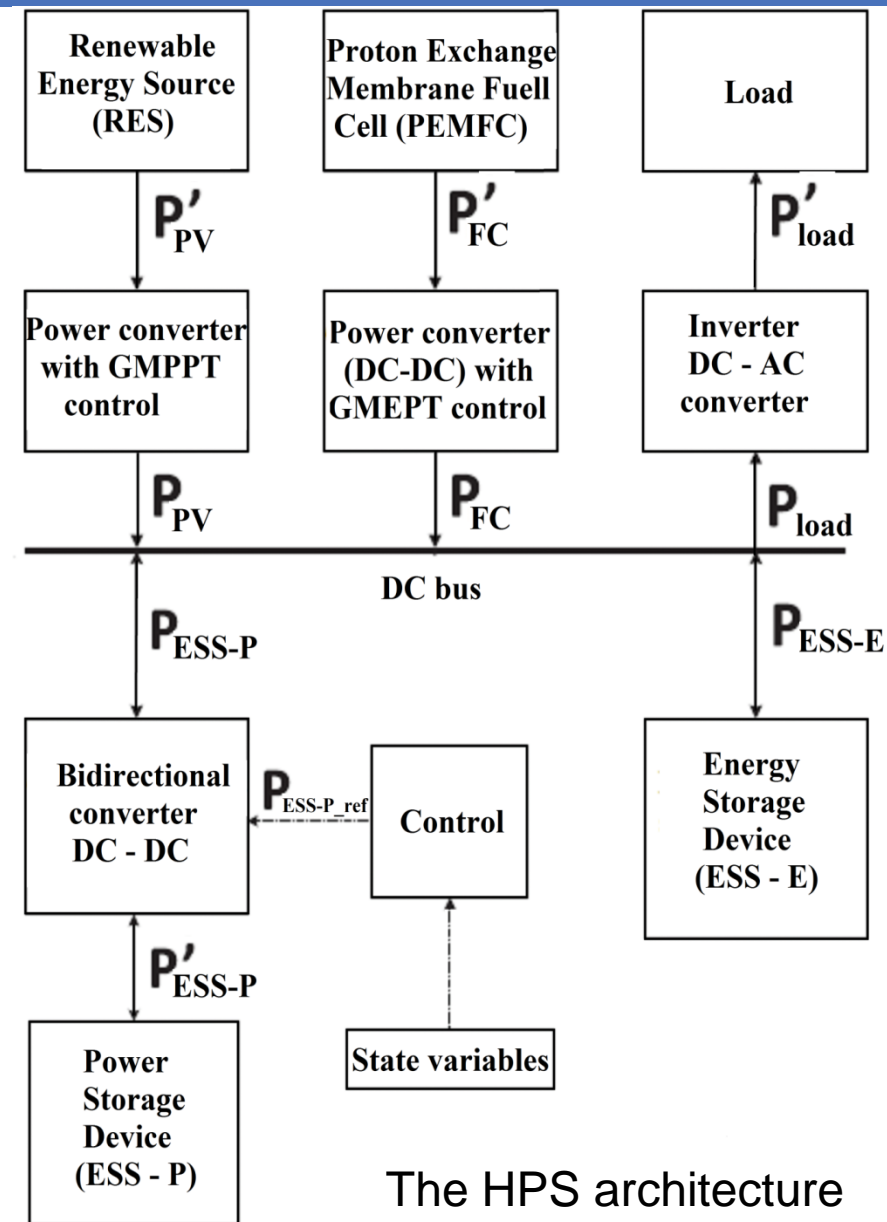 Renewable
Energy Source
(RES)
Proton Exchange
Membrane Fuell
Cell (PEMFC)
Load
P'PV
P'FC
P'load
Power converter
with GMPPT
control
Power converter
(DC-DC) with
GMEPT control
Inverter
DC - AC
converter
PPV
PFC
Pload
DC bus
PESS-P
PESS-E
Bidirectional
converter
DC - DC
PESS-P_ref
Control
Energy
Storage
Device
(ESS - E)
P'ESS-P
State variables
Power
Storage
Device
(ESS - P)
The HPS architecture